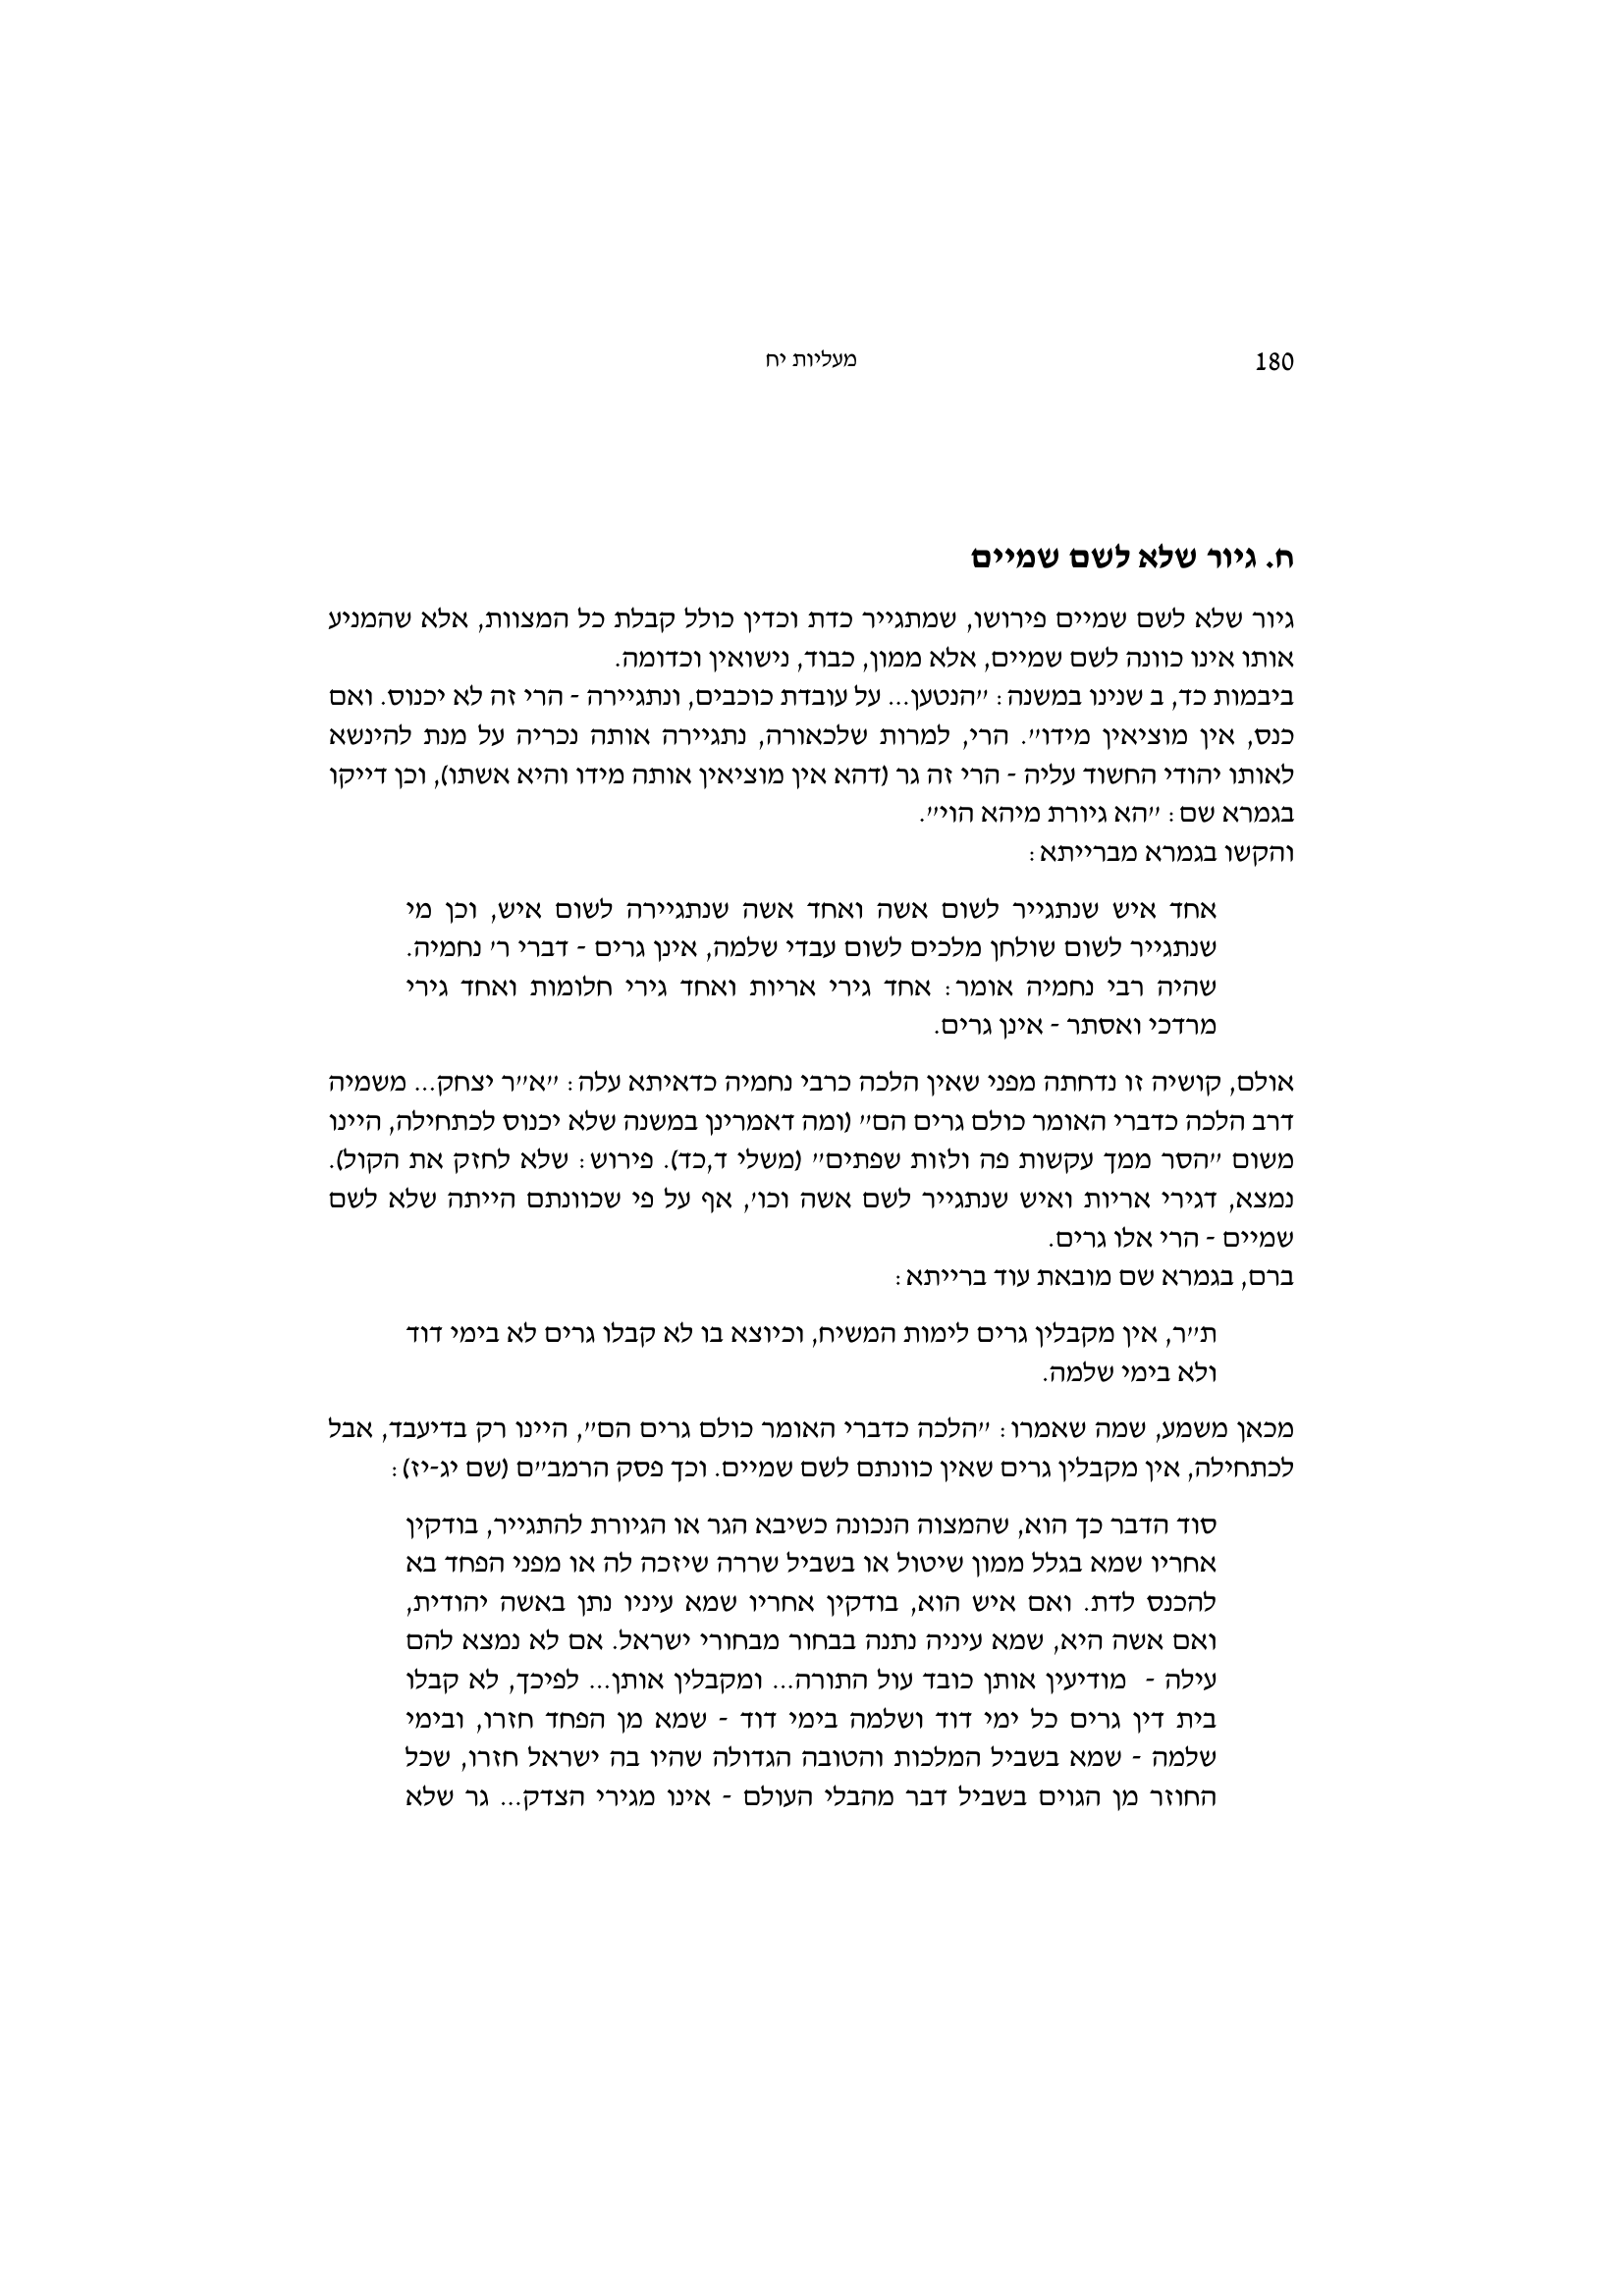 180
מעליות יח
ח. גיור שלא לשם שמיים
גיור שלא לשם שמיים פירושו, שמתגייר כדת וכדין כולל קבלת כל המצוות, אלא שהמניע
אותו אינו כוונה לשם שמיים, אלא ממון, כבוד, נישואין וכדומה.
ביבמות כד, ב שנינו במשנה: ״הנטען... על עובדת כוכבים, ונתגיירה - הרי זה לא יכנוס. ואם
כנס, אין מוציאין מידו״. הרי, למרות שלכאורה, נתגיירה אותה נכריה על מנת להינשא
לאותו יהודי החשוד עליה - הרי זה גר (דהא אין מוציאין אותה מידו והיא אשתו), וכן דייקו
בגמרא שם: ״הא גיורת מיהא הוי״.
והקשו בגמרא מברייתא:
אחד איש שנתגייר לשום אשה ואחד אשה שנתגיירה לשום איש, וכן מי
שנתגייר לשום שולחן מלכים לשום עבדי שלמה, אינן גרים - דברי ר׳ נחמיה.
שהיה רבי נחמיה אומר: אחד גירי אריות ואחד גירי חלומות ואחד גירי
מרדכי ואסתר - אינן גרים.
אולם, קושיה זו נדחתה מפני שאין הלכה כרבי נחמיה כדאיתא עלה: ״א״ר יצחק... משמיה
דרב הלכה כדברי האומר כולם גרים הם״ (ומה דאמרינן במשנה שלא יכנוס לכתחילה, היינו
משום ״הסר ממך עקשות פה ולזות שפתים״ (משלי ד,כד). פירוש: שלא לחזק את הקול).
נמצא, דגירי אריות ואיש שנתגייר לשם אשה וכו׳, אף על פי שכוונתם הייתה שלא לשם
שמיים - הרי אלו גרים.
ברם, בגמרא שם מובאת עוד ברייתא:
ת״ר, אין מקבלין גרים לימות המשיח, וכיוצא בו לא קבלו גרים לא בימי דוד
ולא בימי שלמה.
מכאן משמע, שמה שאמרו: ״הלכה כדברי האומר כולם גרים הם״, היינו רק בדיעבד, אבל
לכתחילה, אין מקבלין גרים שאין כוונתם לשם שמיים. וכך פסק הרמב״ם (שם יג-יז):
סוד הדבר כך הוא, שהמצוה הנכונה כשיבא הגר או הגיורת להתגייר, בודקין
אחריו שמא בגלל ממון שיטול או בשביל שררה שיזכה לה או מפני הפחד בא
להכנס לדת. ואם איש הוא, בודקין אחריו שמא עיניו נתן באשה יהודית,
ואם אשה היא, שמא עיניה נתנה בבחור מבחורי ישראל. אם לא נמצא להם
עילה - מודיעין אותן כובד עול התורה... ומקבלין אותן... לפיכך, לא קבלו
בית דין גרים כל ימי דוד ושלמה בימי דוד - שמא מן הפחד חזרו, ובימי
שלמה - שמא בשביל המלכות והטובה הגדולה שהיו בה ישראל חזרו, שכל
החוזר מן הגוים בשביל דבר מהבלי העולם - אינו מגירי הצדק... גר שלא